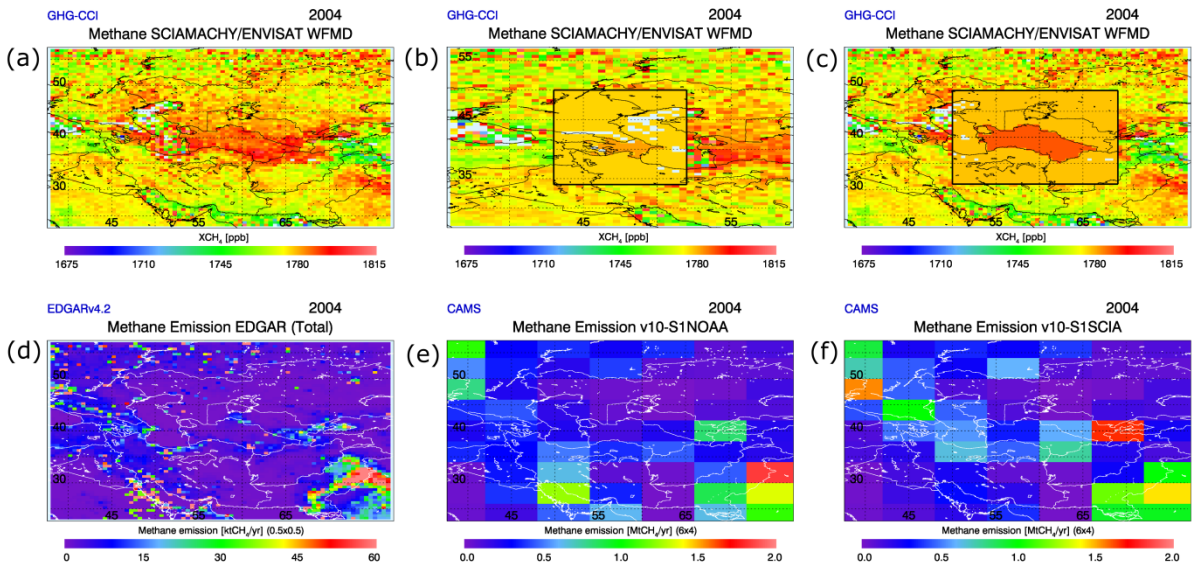 GHG-CCI 2004
Methane SCIAMACHY/ENVISAT WFMD
(a)
50
40
30
45 55 65
XCH₄ [ppb]
1675 1710 1745 1780 1815
GHG-CCI 2004
Methane SCIAMACHY/ENVISAT WFMD
(b)
55
45
35
45 55
XCH₄ [ppb]
1675 1710 1745 1780 1815
GHG-CCI 2004
Methane SCIAMACHY/ENVISAT WFMD
(c)
50
40
30
45 55 65
XCH₄ [ppb]
1675 1710 1745 1780 1815
EDGARv4.2 2004
Methane Emission EDGAR (Total)
(d)
50
40
30
45 55 65
Methane emission [ktCH₄/yr] (0.5x0.5)
0 15 30 45 60
CAMS 2004
Methane Emission v10-S1NOAA
(e)
50
40
30
45 55 65
Methane emission [MtCH₄/yr] (6x4)
0.0 0.5 1.0 1.5 2.0
CAMS 2004
Methane Emission v10-S1SCIA
(f)
50
40
30
45 55 65
Methane emission [MtCH₄/yr] (6x4)
0.0 0.5 1.0 1.5 2.0